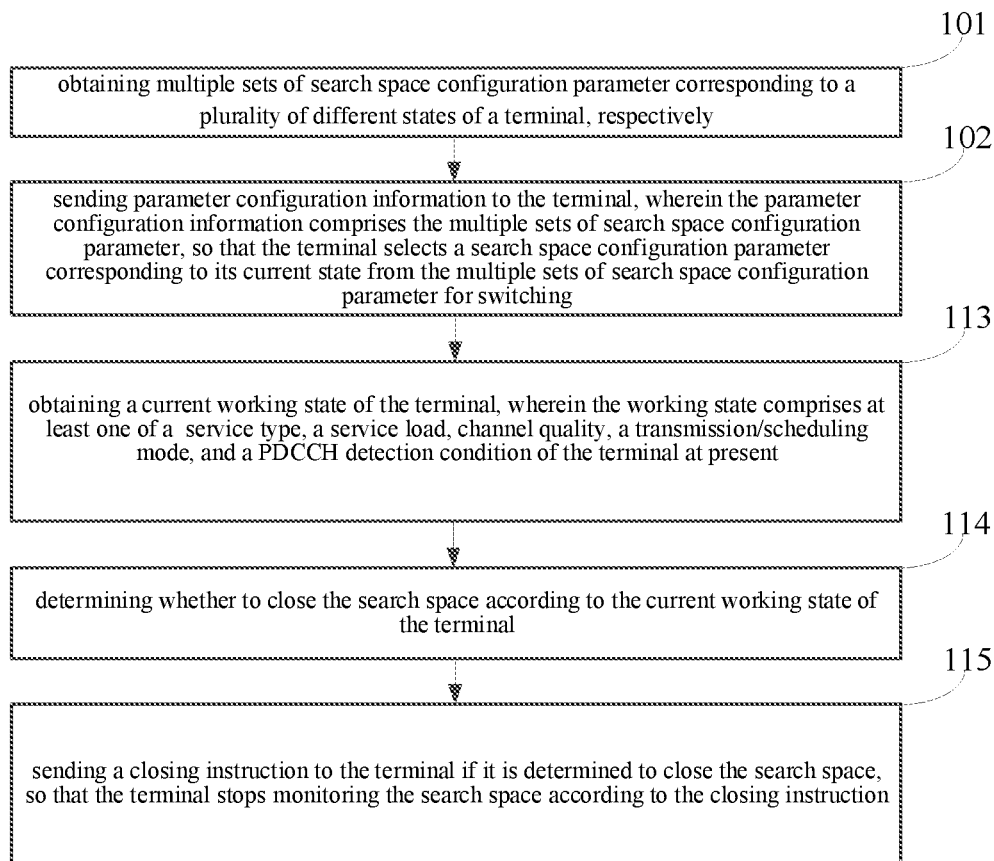 101
obtaining multiple sets of search space configuration parameter corresponding to a
plurality of different states of a terminal, respectively
102
sending parameter configuration information to the terminal, wherein the parameter
configuration information comprises the multiple sets of search space configuration
parameter, so that the terminal selects a search space configuration parameter
corresponding to its current state from the multiple sets of search space configuration
parameter for switching
113
obtaining a current working state of the terminal, wherein the working state comprises at
least one of a service type, a service load, channel quality, a transmission/scheduling
mode, and a PDCCH detection condition of the terminal at present
114
determining whether to close the search space according to the current working state of
the terminal
115
sending a closing instruction to the terminal if it is determined to close the search space,
so that the terminal stops monitoring the search space according to the closing instruction